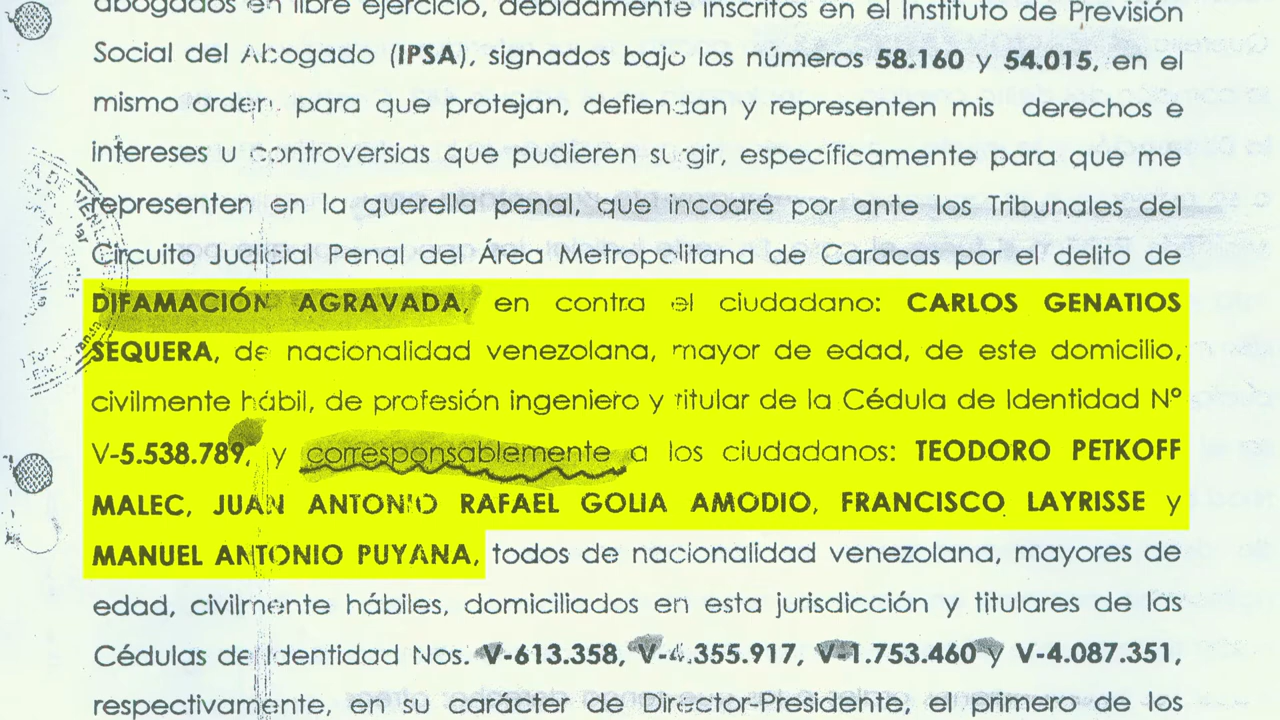 abogados en libre ejercicio, debidamente inscritos en el Instituto de Previsión
Social del Abogado (IPSA), signados bajo los números 58.160 y 54.015, en el
mismo orden para que protejan, defiendan y representen mis derechos e
intereses u controversias que pudieren surgir, específicamente para que me
representen en la querella penal, que incoaré por ante los Tribunales del
Circuito Judicial Penal del Área Metropolitana de Caracas por el delito de
DIFAMACIÓN AGRAVADA, en contra el ciudadano: CARLOS GENATIOS
SEQUERA, de nacionalidad venezolana, mayor de edad, de este domicilio,
civilmente hábil, de profesión ingeniero y titular de la Cédula de Identidad Nº
V-5.538.789, y corresponsablemente a los ciudadanos: TEODORO PETKOFF
MALEC, JUAN ANTONIO RAFAEL GOLIA AMODIO, FRANCISCO LAYRISSE y
MANUEL ANTONIO PUYANA, todos de nacionalidad venezolana, mayores de
edad, civilmente hábiles, domiciliados en esta jurisdicción y titulares de las
Cédulas de Identidad Nos. V-613.358, V-4.355.917, V-1.753.460 y V-4.087.351,
respectivamente, en su carácter de Director-Presidente, el primero de los